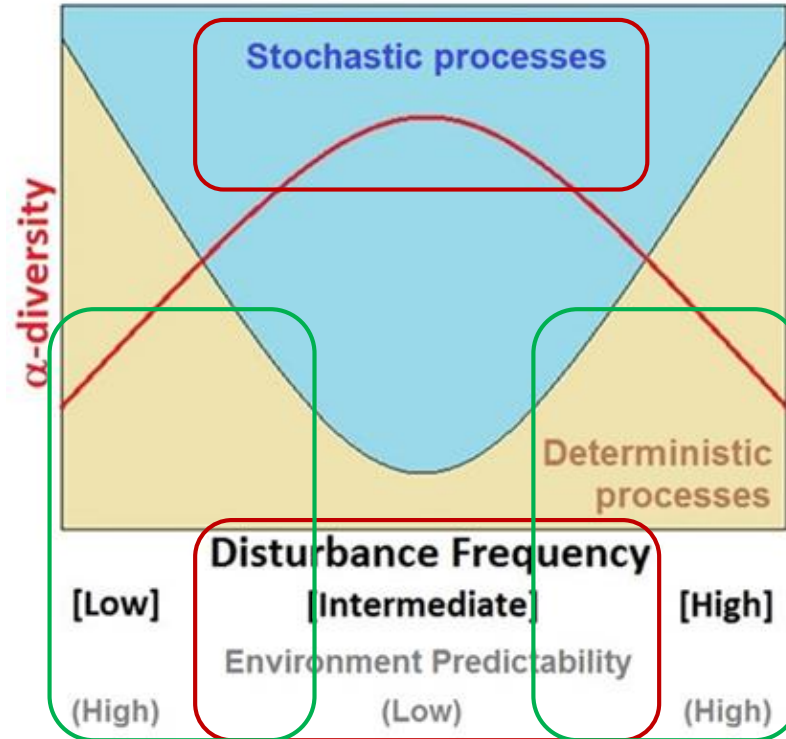 Stochastic processes
α-diversity
Deterministic
processes
Disturbance Frequency
[Low] [Intermediate] [High]
Environment Predictability
(High) (Low) (High)